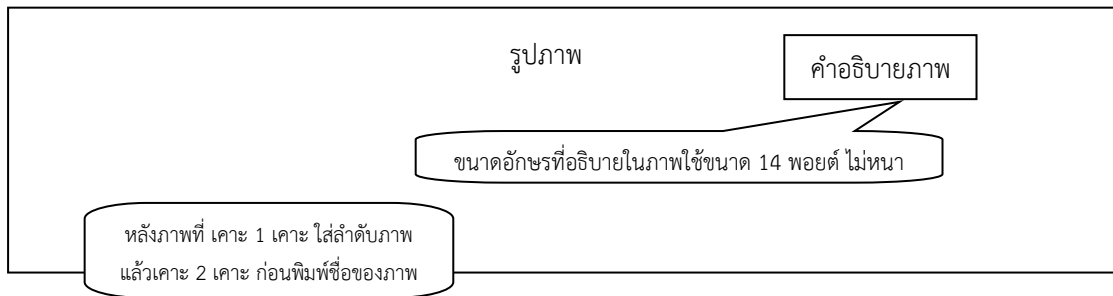 รูปภาพ
คำอธิบายภาพ
ขนาดอักษรที่อธิบายในภาพใช้ขนาด 14 พอยต์ ไม่หนา
หลังภาพที่ เคาะ 1 เคาะ ใส่ลำดับภาพ
แล้วเคาะ 2 เคาะ ก่อนพิมพ์ชื่อของภาพ